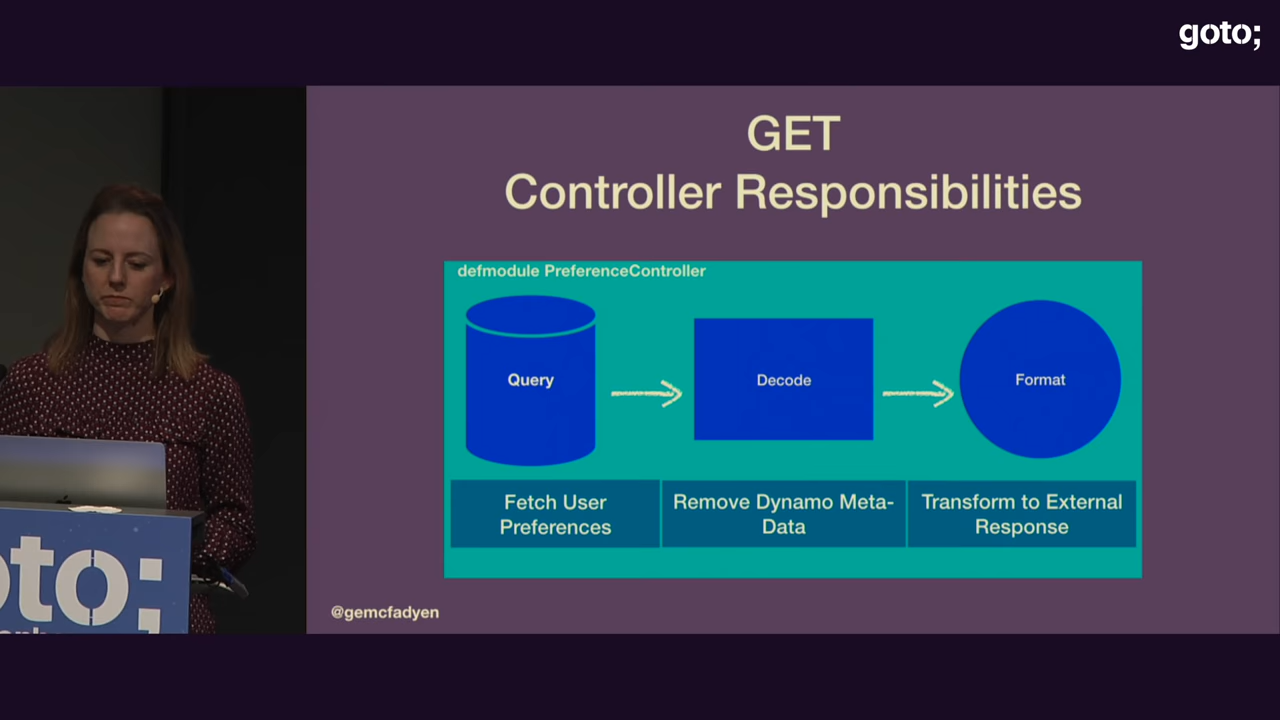 goto;
GET
Controller Responsibilities
defmodule PreferenceController
Query
Decode
Format
Fetch User
Preferences
Remove Dynamo Meta-
Data
Transform to External
Response
@gemcfadyen
oto;